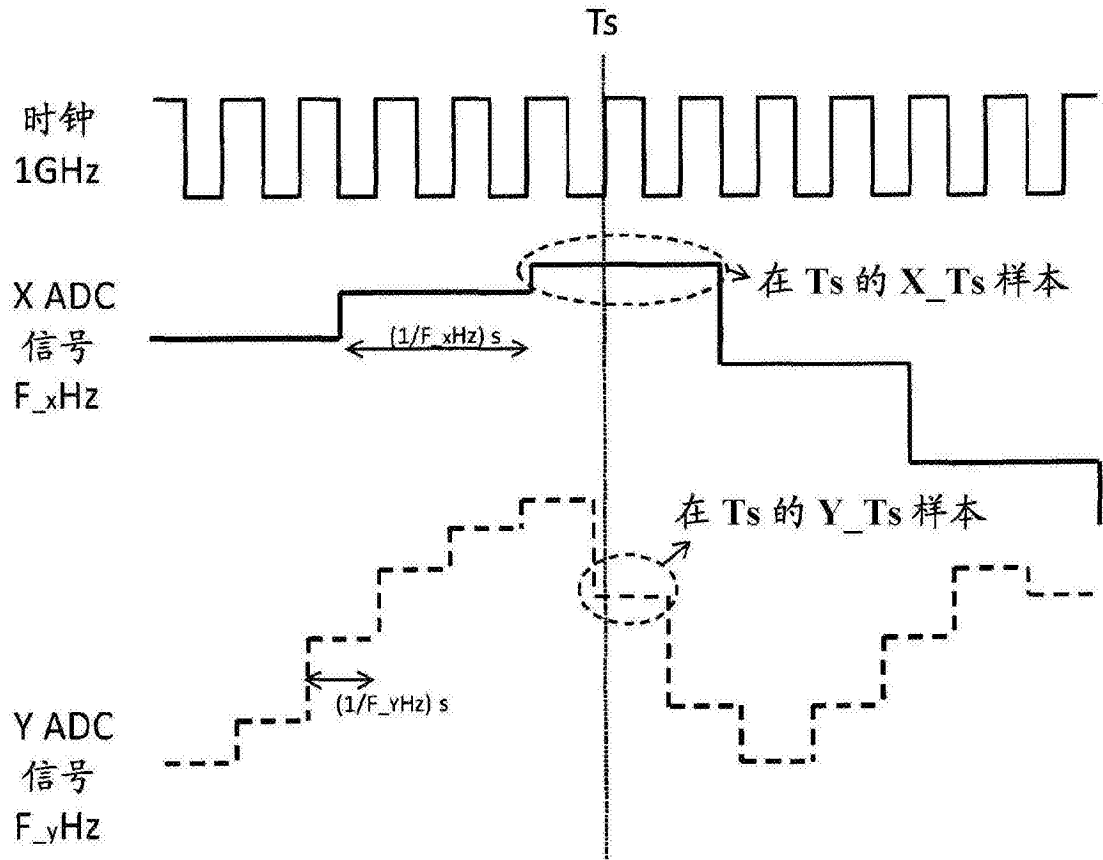 Ts
时钟
1GHz
在 Ts 的 X_Ts 样本
X ADC
信号
F_xHz
(1/F_xHz) s
在 Ts 的 Y_Ts 样本
(1/F_YHz) s
Y ADC
信号
F_yHz